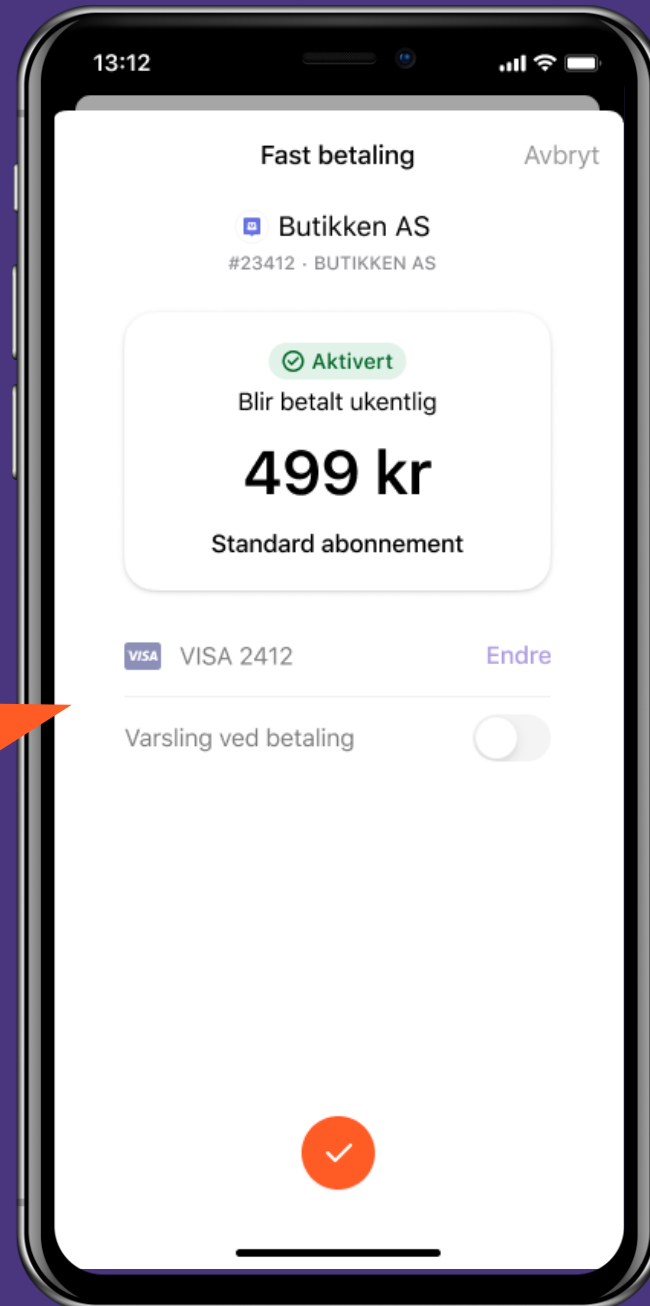 13:12
Fast betaling
Avbryt
Butikken AS
#23412 · BUTIKKEN AS
Aktivert
Blir betalt ukentlig
499 kr
Standard abonnement
VISA VISA 2412
Endre
Varsling ved betaling